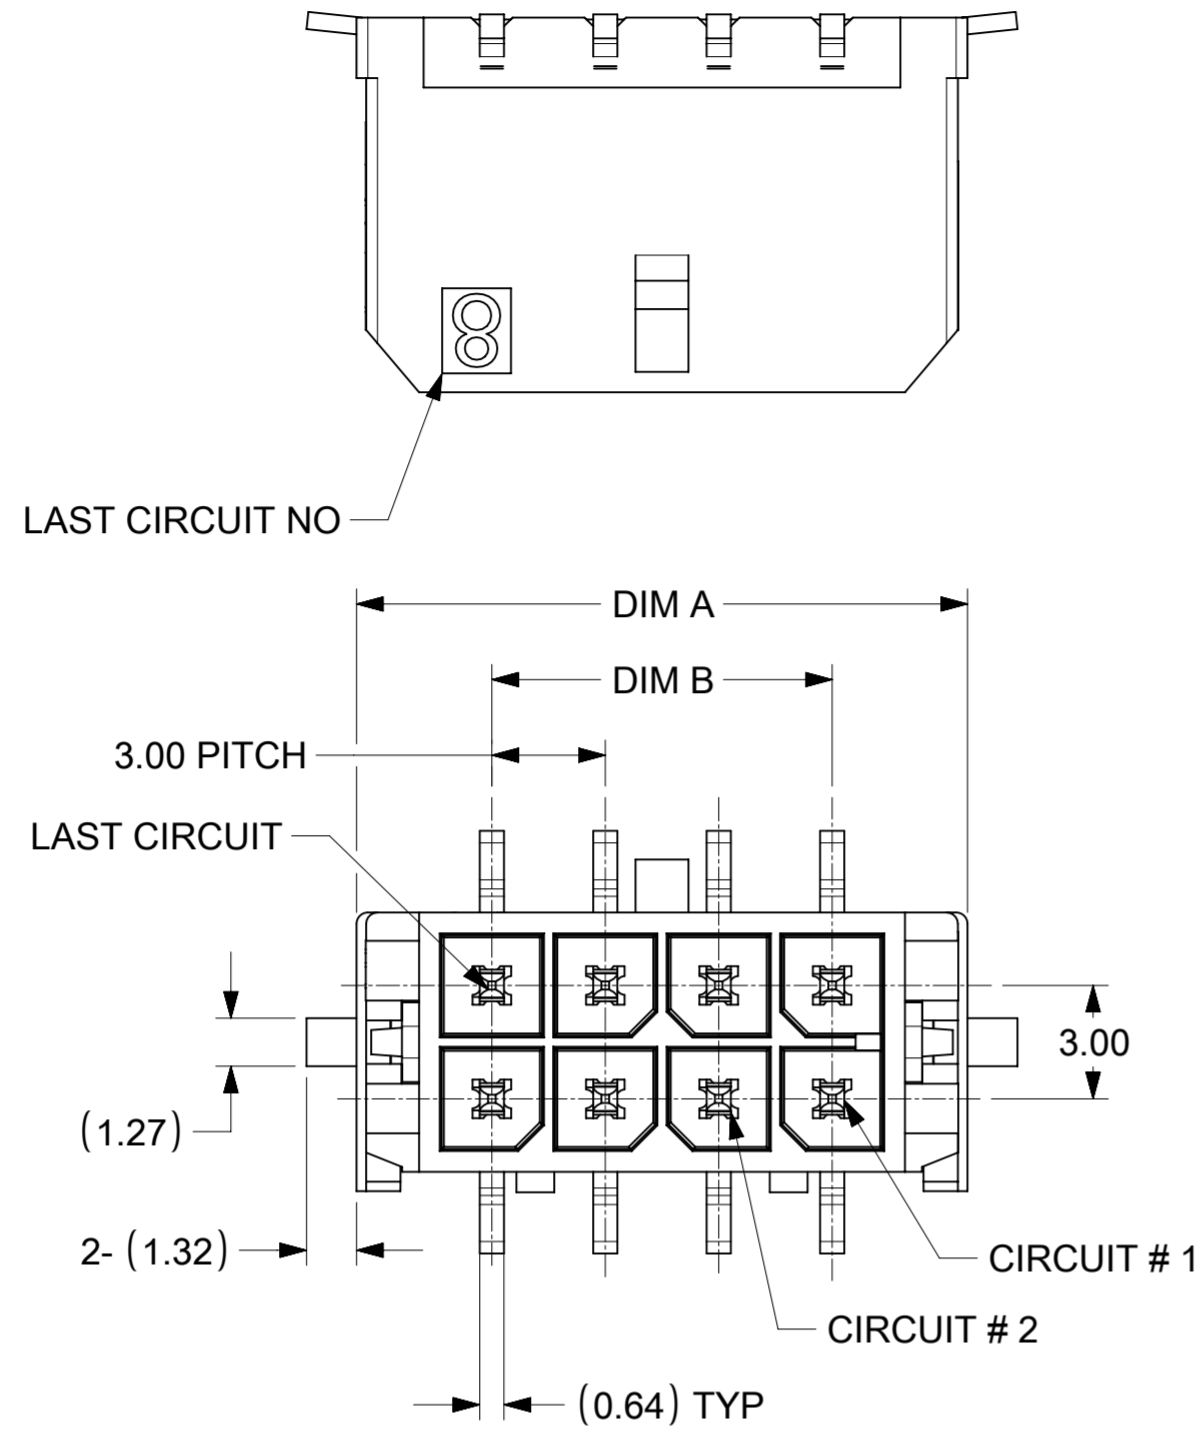 8
LAST CIRCUIT NO
DIM A
DIM B
3.00 PITCH
LAST CIRCUIT
3.00
(1.27)
2- (1.32)
CIRCUIT # 1
CIRCUIT # 2
(0.64) TYP